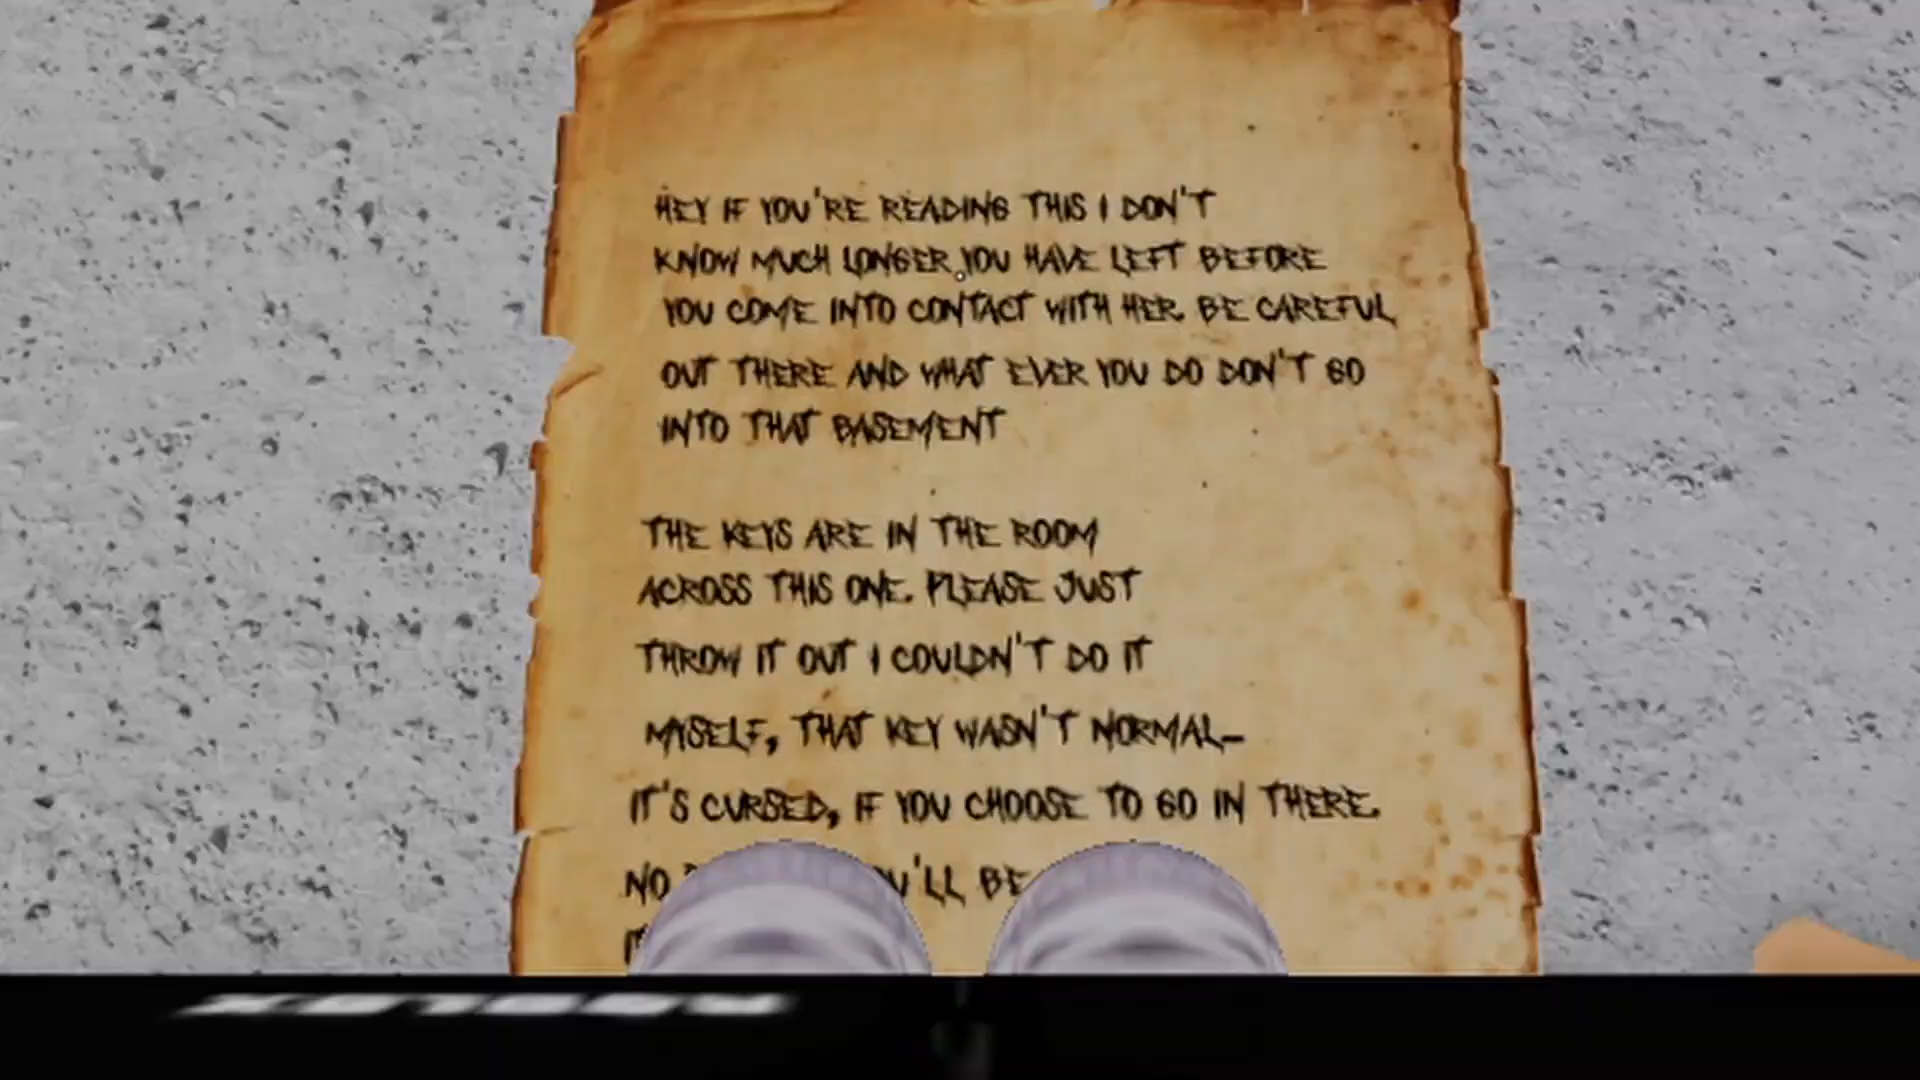 HEY IF YOU'RE READING THIS I DON'T
KNOW MUCH LONGER YOU HAVE LEFT BEFORE
YOU COME INTO CONTACT WITH HER. BE CAREFUL
OUT THERE AND WHAT EVER YOU DO DON'T GO
INTO THAT BASEMENT
THE KEYS ARE IN THE ROOM
ACROSS THIS ONE. PLEASE JUST
THROW IT OUT I COULDN'T DO IT
MYSELF, THAT KEY WASN'T NORMAL-
IT'S CURSED, IF YOU CHOOSE TO GO IN THERE.
NO BE